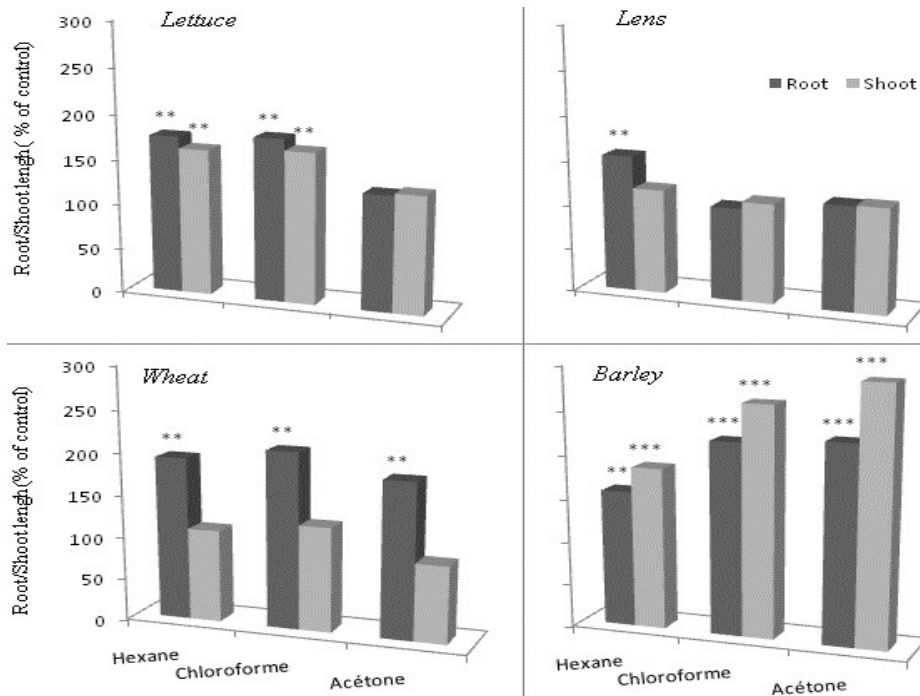 Lettuce
Root/Shoot lengh ( % of control)
300
250
200
150
100
50
0
** ** ** **
Lens
Root Shoot
**
Wheat
Root/Shoot lengh (% of control)
300
250
200
150
100
50
0
** ** **
Hexane
Chloroforme
Acétone
Barley
** *** *** *** *** ***
Hexane
Chloroforme
Acétone